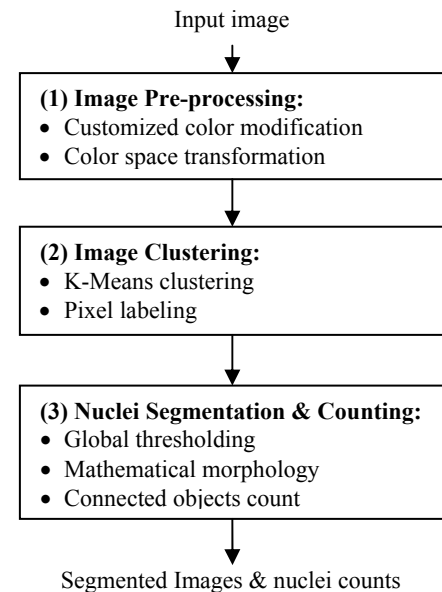 Input image
(1) Image Pre-processing:
• Customized color modification
• Color space transformation
(2) Image Clustering:
• K-Means clustering
• Pixel labeling
(3) Nuclei Segmentation & Counting:
• Global thresholding
• Mathematical morphology
• Connected objects count
Segmented Images & nuclei counts